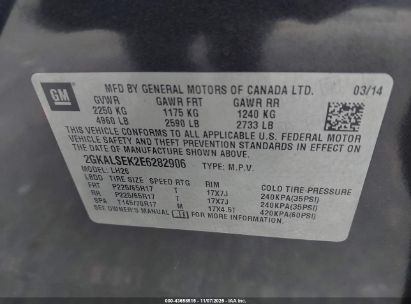 GM
MFD BY GENERAL MOTORS OF CANADA LTD.
03/14
GVWR GAWR FRT GAWR RR
2250 KG 1175 KG 1240 KG
4960 LB 2590 LB 2733 LB
THIS VEHICLE CONFORMS TO ALL APPLICABLE U.S. FEDERAL MOTOR
VEHICLE SAFETY AND THEFT PREVENTION STANDARDS IN EFFECT ON
THE DATE OF MANUFACTURE SHOWN ABOVE.
2GKALSEK2E6282906 TYPE: M.P.V.
MODEL: LH26
LBDO TIRE SIZE SPEED RTG RIM COLD TIRE-PRESSURE
FRT P225/65R17 T 17X7J 240KPA(35PSI)
RR P225/65R17 T 17X7J 240KPA(35PSI)
SPA T145/70R17 M 17X4.5T 420KPA(60PSI)
SEE OWNER'S MANUAL FOR MORE INFORMATION.